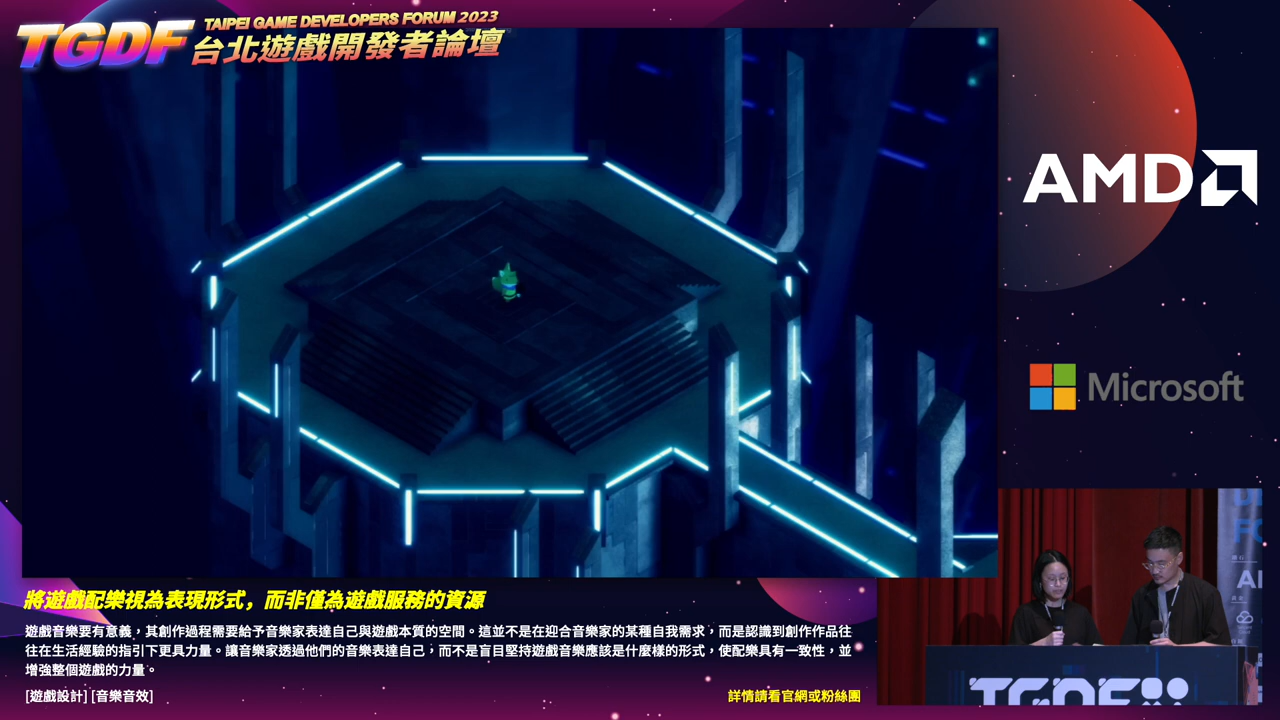 TGDF
TAIPEI GAME DEVELOPERS FORUM 2023
台北遊戲開發者論壇
AMD
Microsoft
將遊戲配樂視為表現形式，而非僅為遊戲服務的資源
遊戲音樂要有意義，其創作過程需要給予音樂家表達自己與遊戲本質的空間。這並不是在迎合音樂家的某種自我需求，而是認識到創作作品往
往在生活經驗的指引下更具力量。讓音樂家透過他們的音樂表達自己，而不是盲目堅持遊戲音樂應該是什麼樣的形式，使配樂具有一致性，並
增強整個遊戲的力量。
[遊戲設計] [音樂音效]
詳情請看官網或粉絲團
TGDF